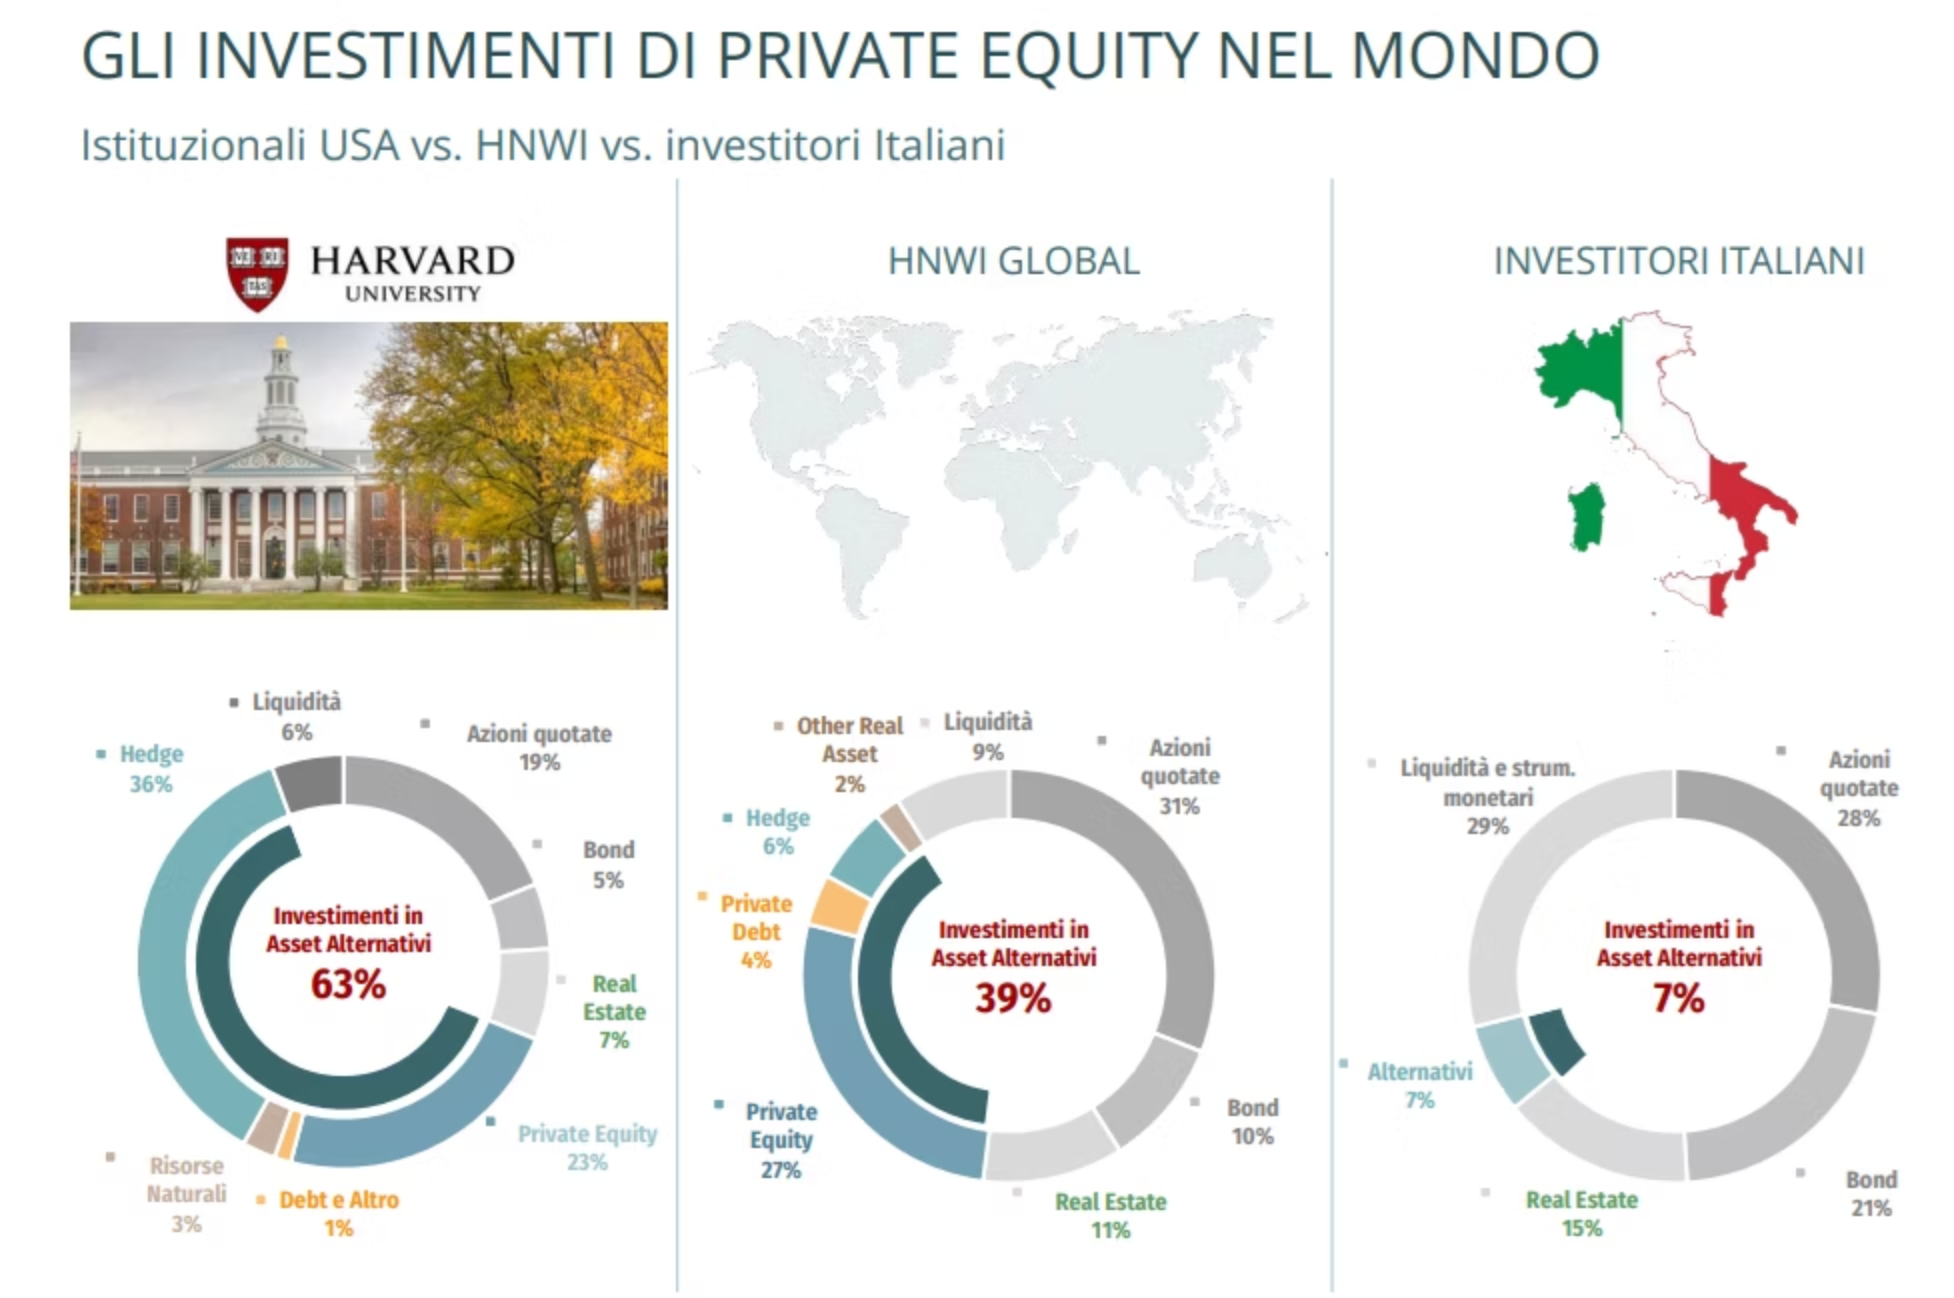 GLI INVESTIMENTI DI PRIVATE EQUITY NEL MONDO
Istituzionali USA vs. HNWI vs. investitori Italiani
VE RI
TAS
HARVARD
UNIVERSITY
Liquidità
6%
Azioni quotate
19%
Hedge
36%
Bond
5%
Investimenti in
Asset Alternativi
63%
Real
Estate
7%
Private Equity
23%
Risorse
Naturali
3%
Debt e Altro
1%
HNWI GLOBAL
Other Real
Asset
2%
Liquidità
9%
Azioni
quotate
31%
Hedge
6%
Private
Debt
4%
Investimenti in
Asset Alternativi
39%
Private
Equity
27%
Bond
10%
Real Estate
11%
INVESTITORI ITALIANI
Liquidità e strum.
monetari
29%
Azioni
quotate
28%
Investimenti in
Asset Alternativi
7%
Alternativi
7%
Bond
21%
Real Estate
15%